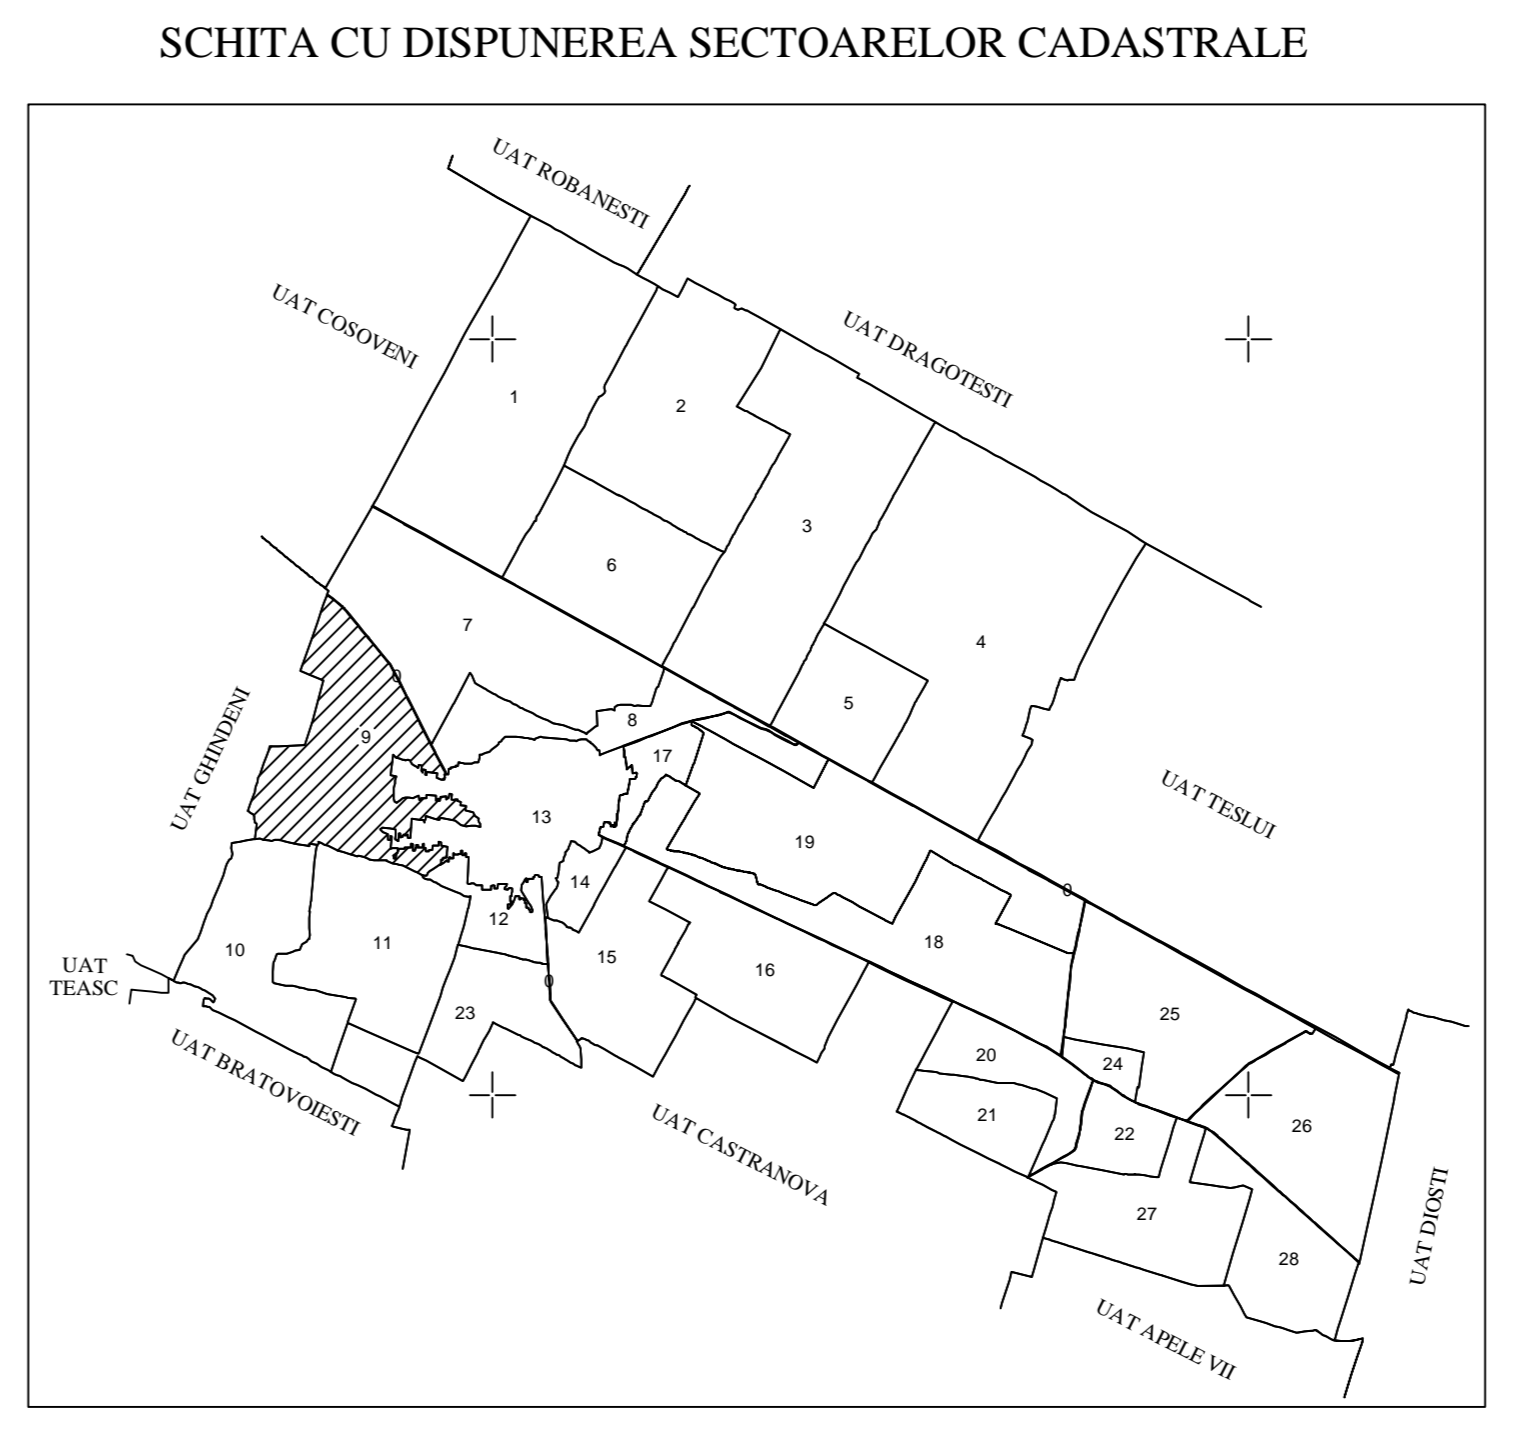 SCHITA CU DISPUNEREA SECTOARELOR CADASTRALE
UAT ROBANESTI
UAT COSOVENI
UAT DRAGOTESTI
1
2
3
6
7
4
0
5
8
9
17
UAT GHINDENI
UAT TESLUI
13
19
14
0
12
10
11
18
15
16
UAT
TEASC
0
23
25
20
24
UAT BRATOVOIESTI
21
22
26
UAT CASTRANOVA
27
28
UAT DIOSTI
UAT APELE VII